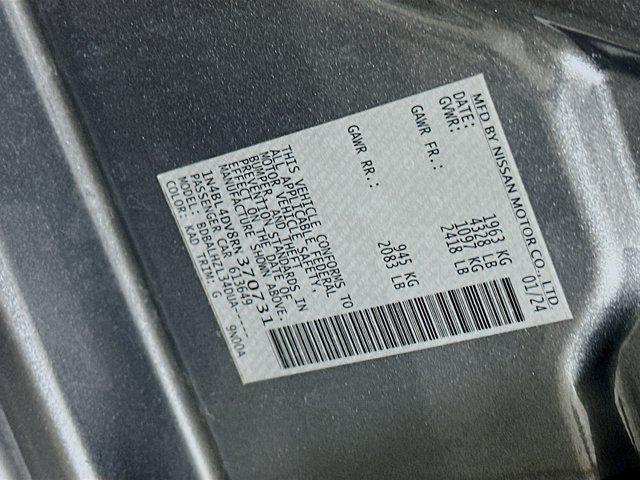 MFD BY NISSAN MOTOR CO., LTD
DATE: 01/24
GVWR: 1963 KG
4328 LB
GAWR FR.: 1097 KG
2418 LB
GAWR RR.: 945 KG
2083 LB
THIS VEHICLE CONFORMS TO
ALL APPLICABLE FEDERAL
MOTOR VEHICLE SAFETY,
BUMPER, AND THEFT
PREVENTION STANDARDS IN
EFFECT ON THE DATE OF
MANUFACTURE SHOWN ABOVE.
1N4BL4DV8RN370731
PASSENGER CAR 613649
MODEL: BDBALHZL34DUA----- 9N00A
COLOR: KAD TRIM: G